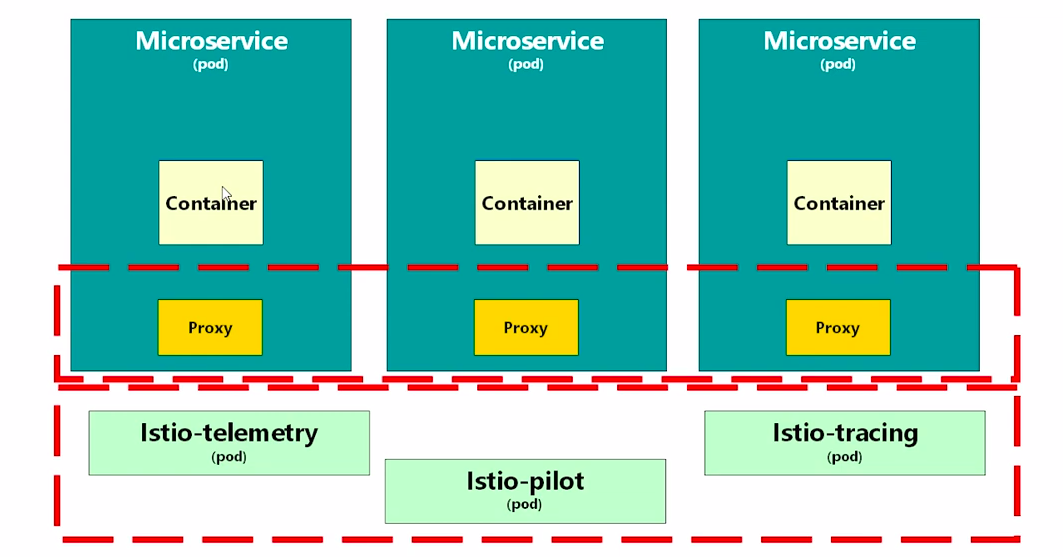 Microservice
(pod)
Microservice
(pod)
Microservice
(pod)
Container
Container
Container
Proxy
Proxy
Proxy
Istio-telemetry
(pod)
Istio-pilot
(pod)
Istio-tracing
(pod)